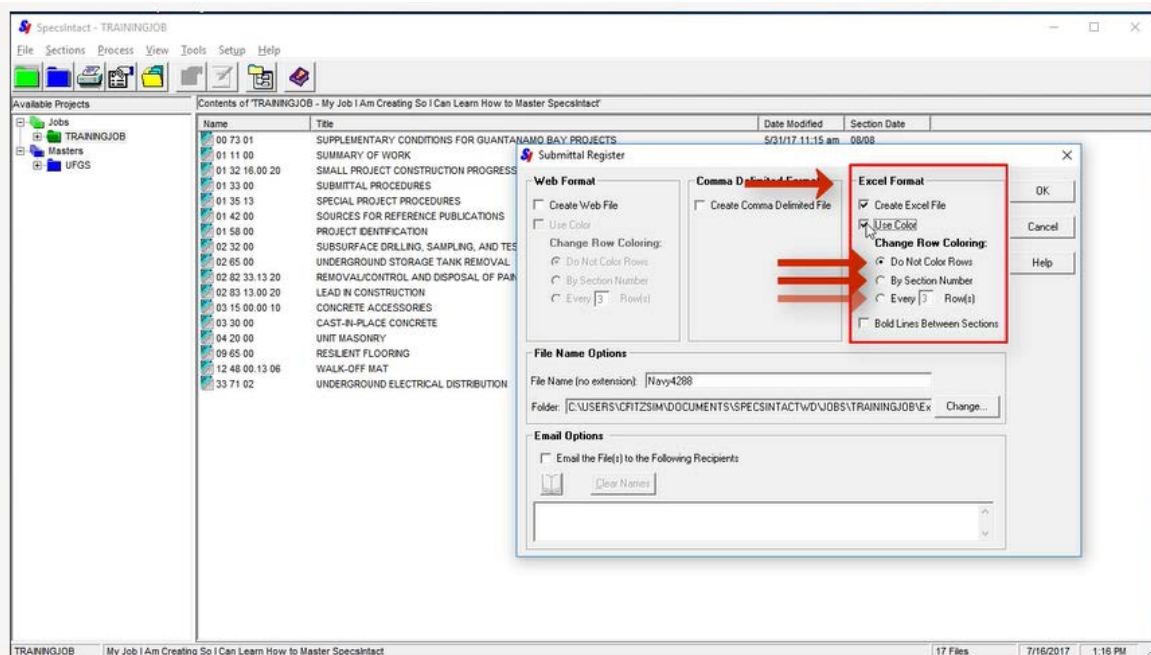 SpecsIntact - TRAININGJOB
File Sections Process View Tools Setup Help
Available Projects
Contents of 'TRAININGJOB - My Job I Am Creating So I Can Learn How to Master SpecsIntact'
Jobs
TRAININGJOB
Masters
UFGS
Name Title Date Modified Section Date
00 73 01 SUPPLEMENTARY CONDITIONS FOR GUANTANAMO BAY PROJECTS 5/31/17 11:15 am 08/08
01 11 00 SUMMARY OF WORK
01 32 16.00 20 SMALL PROJECT CONSTRUCTION PROGRESS
01 33 00 SUBMITTAL PROCEDURES
01 35 13 SPECIAL PROJECT PROCEDURES
01 42 00 SOURCES FOR REFERENCE PUBLICATIONS
01 58 00 PROJECT IDENTIFICATION
02 32 00 SUBSURFACE DRILLING, SAMPLING, AND TES
02 65 00 UNDERGROUND STORAGE TANK REMOVAL
02 82 33.13 20 REMOVAL/CONTROL AND DISPOSAL OF PAIN
02 83 13.00 20 LEAD IN CONSTRUCTION
03 15 00.00 10 CONCRETE ACCESSORIES
03 30 00 CAST-IN-PLACE CONCRETE
04 20 00 UNIT MASONRY
09 65 00 RESILIENT FLOORING
12 48 00.13 06 WALK-OFF MAT
33 71 02 UNDERGROUND ELECTRICAL DISTRIBUTION
Submittal Register
Web Format
Create Web File
Use Color
Change Row Coloring:
Do Not Color Rows
By Section Number
Every 3 Row(s)
Comma Delimited Format
Create Comma Delimited File
Excel Format
Create Excel File
Use Color
Change Row Coloring:
Do Not Color Rows
By Section Number
Every 3 Row(s)
Bold Lines Between Sections
OK
Cancel
Help
File Name Options
File Name (no extension): Navy4288
Folder: C:\USERS\CFITZSIM\DOCUMENTS\SPECSINTACTWD\JOBS\TRAININGJOB\Ex Change...
Email Options
Email the File(s) to the Following Recipients
Clear Names
TRAININGJOB My Job I Am Creating So I Can Learn How to Master SpecsIntact 17 Files 7/16/2017 1:16 PM